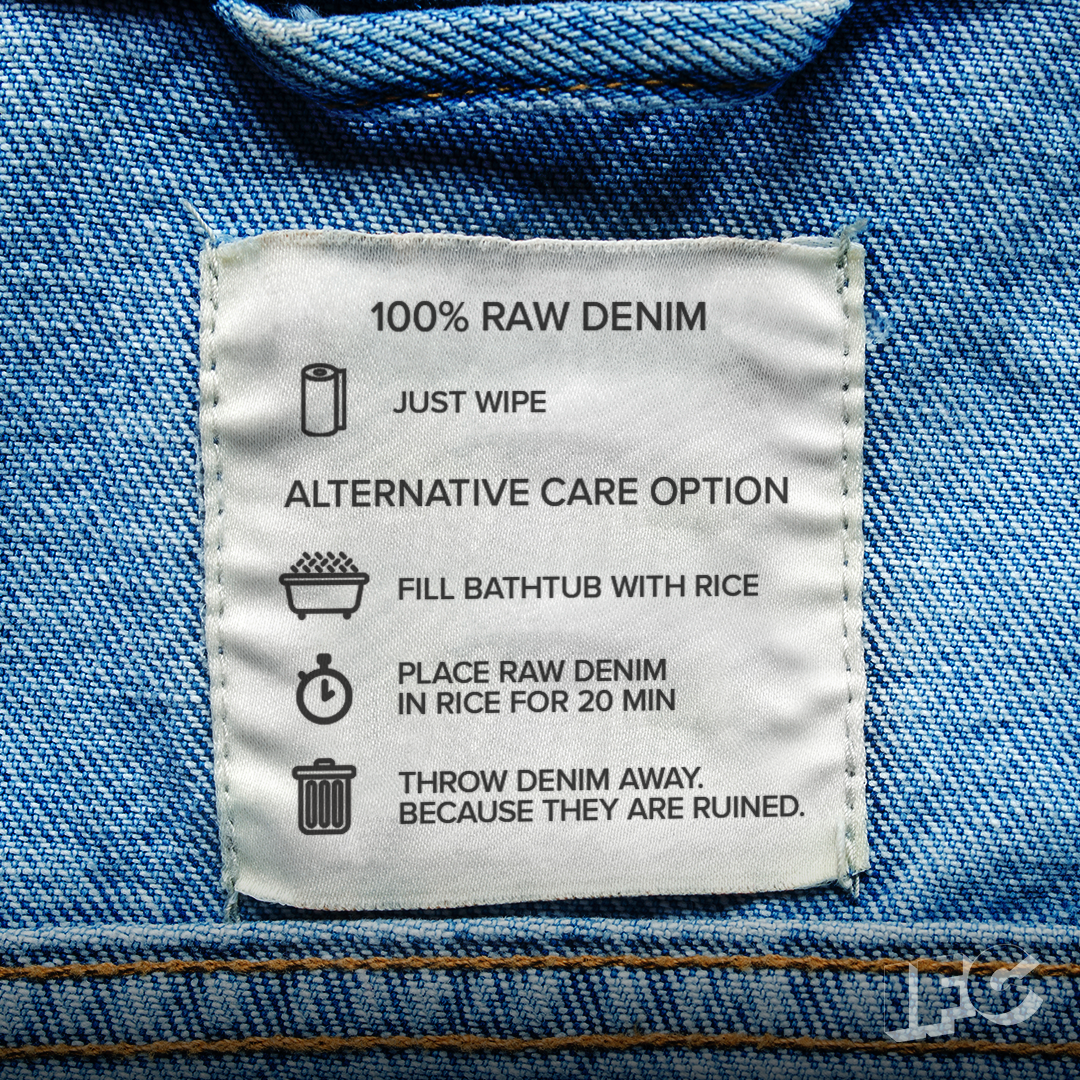 100% RAW DENIM
JUST WIPE
ALTERNATIVE CARE OPTION
FILL BATHTUB WITH RICE
PLACE RAW DENIM
IN RICE FOR 20 MIN
THROW DENIM AWAY.
BECAUSE THEY ARE RUINED.
IFC